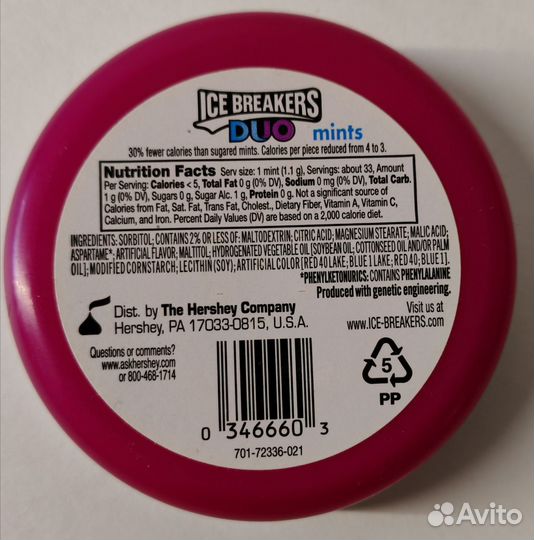 ICE BREAKERS
DUO mints
30% fewer calories than sugared mints. Calories per piece reduced from 4 to 3.
Nutrition Facts Serv size: 1 mint (1.1 g), Servings: about 33, Amount
Per Serving: Calories < 5, Total Fat 0 g (0% DV), Sodium 0 mg (0% DV), Total Carb.
1 g (0% DV), Sugars 0 g, Sugar Alc. 1 g, Protein 0 g. Not a significant source of
Calories from Fat, Sat. Fat, Trans Fat, Cholest., Dietary Fiber, Vitamin A, Vitamin C,
Calcium, and Iron. Percent Daily Values (DV) are based on a 2,000 calorie diet.
INGREDIENTS: SORBITOL; CONTAINS 2% OR LESS OF: MALTODEXTRIN; CITRIC ACID; MAGNESIUM STEARATE; MALIC ACID;
ASPARTAME*; ARTIFICIAL FLAVOR; MALTITOL; HYDROGENATED VEGETABLE OIL [SOYBEAN OIL; COTTONSEED OIL AND/OR PALM
OIL]; MODIFIED CORNSTARCH; LECITHIN (SOY); ARTIFICIAL COLOR [RED 40 LAKE; BLUE 1 LAKE; RED 40; BLUE 1].
*PHENYLKETONURICS: CONTAINS PHENYLALANINE
Produced with genetic engineering.
Dist. by The Hershey Company
Hershey, PA 17033-0815, U.S.A.
Visit us at
www.ICE-BREAKERS.com
Questions or comments?
www.askhershey.com
or 800-468-1714
5
PP
0 346660 3
701-72336-021
Avito